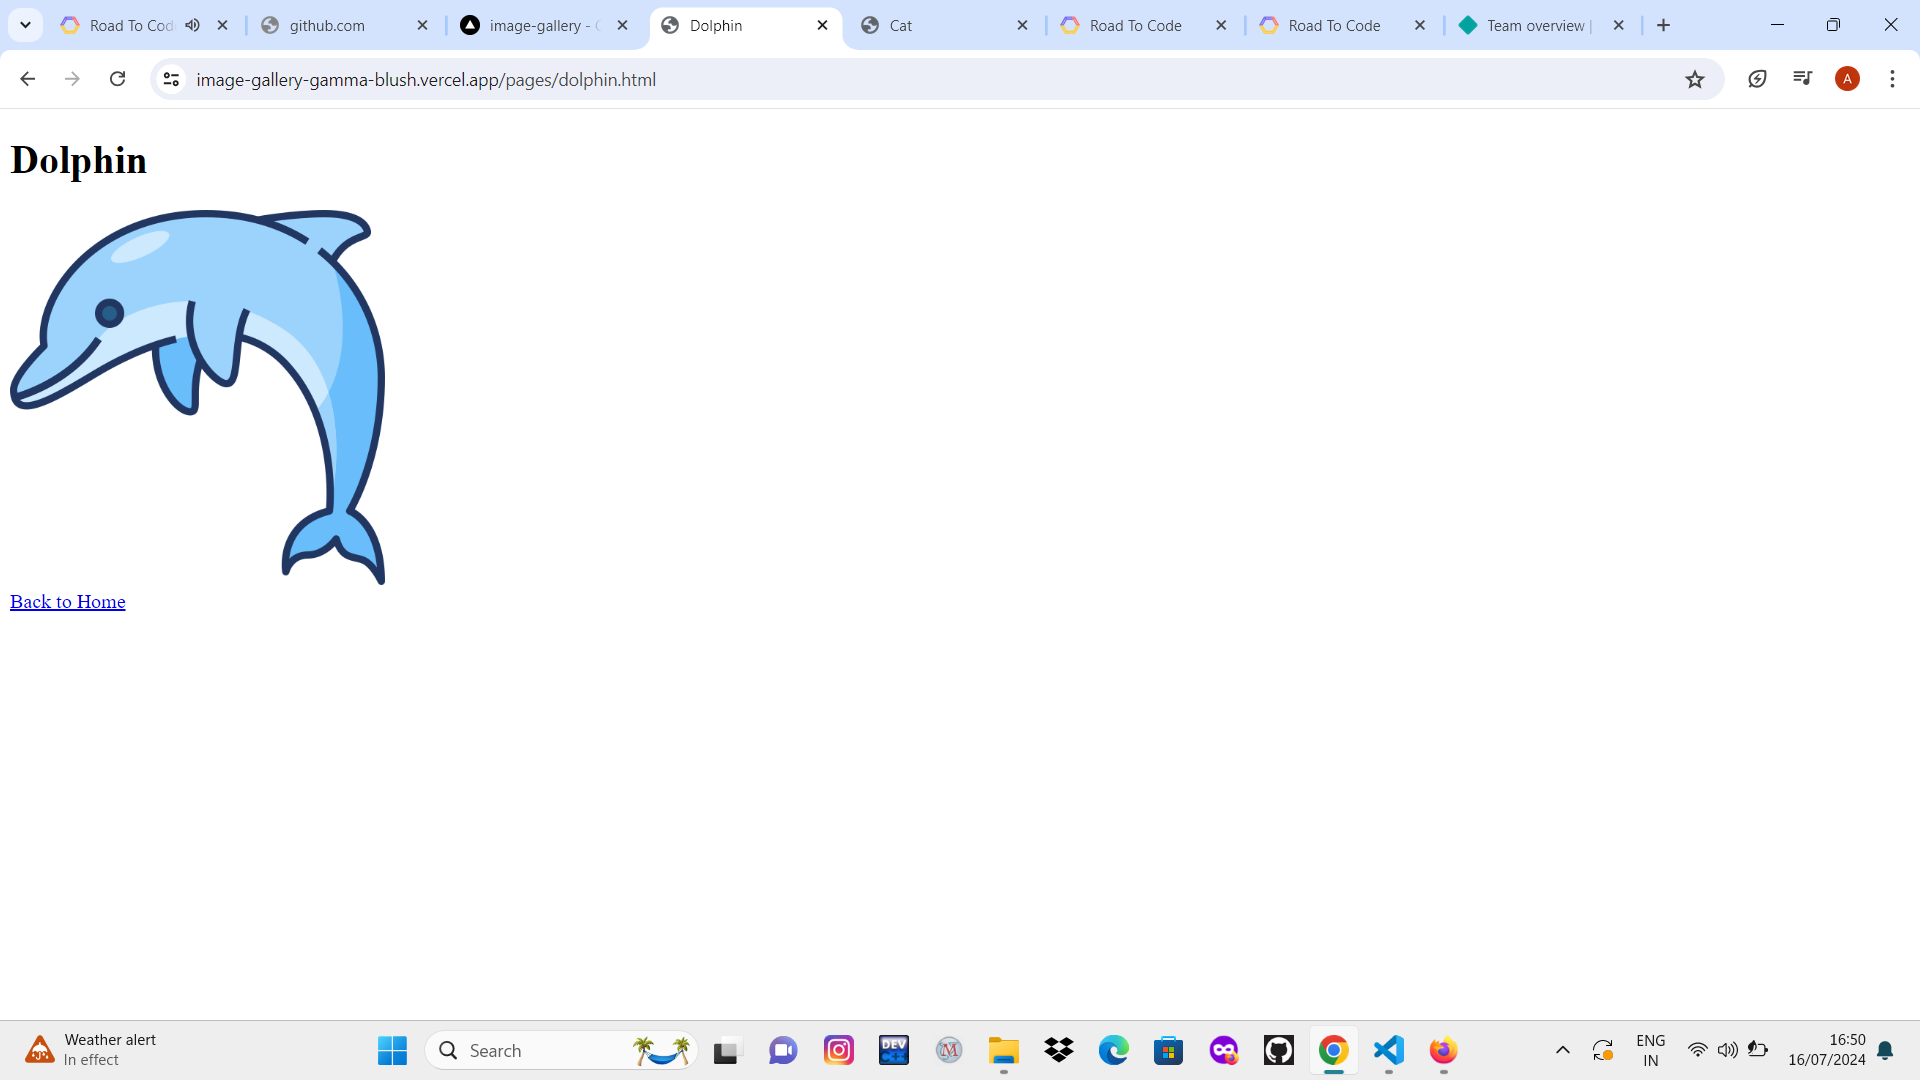 Road To Cod
github.com
image-gallery - 
Dolphin
Cat
Road To Code
Road To Code
Team overview |
image-gallery-gamma-blush.vercel.app/pages/dolphin.html
A
Dolphin
Back to Home
Weather alert
In effect
Search
DEV
C++
M
ENG
IN
16:50
16/07/2024